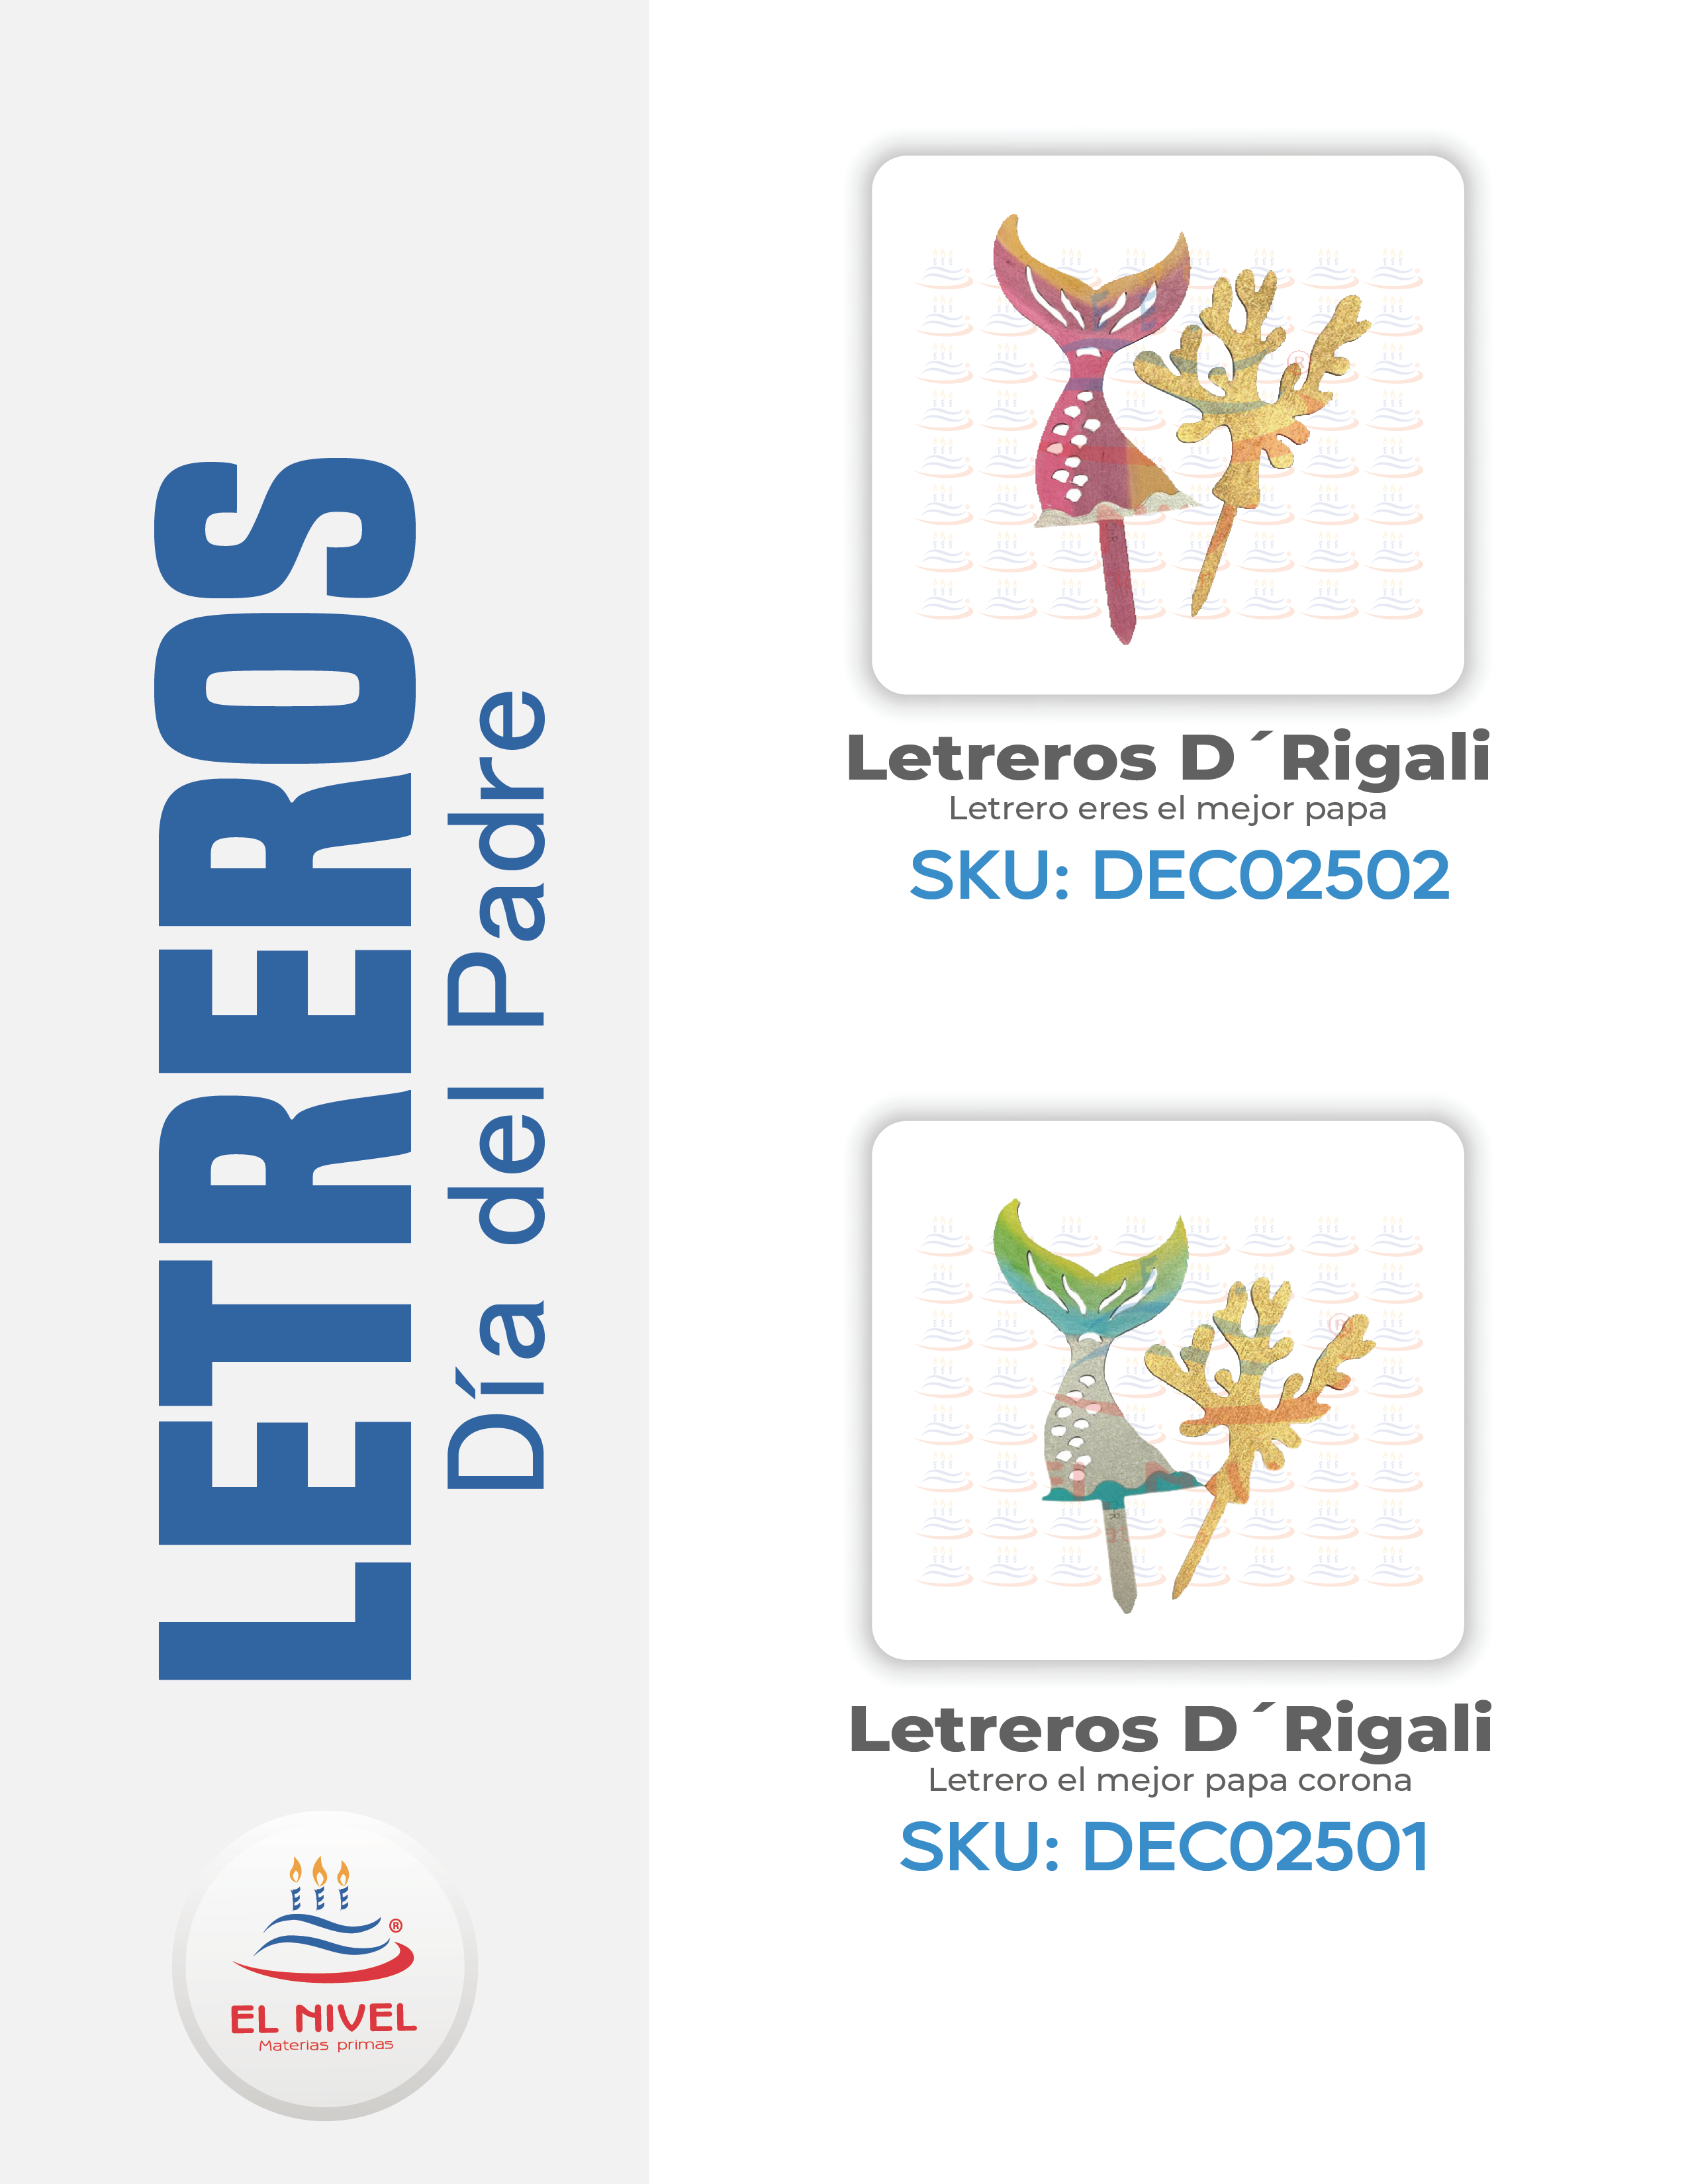 LETREROS
Día del Padre
Letreros D´Rigali
Letrero eres el mejor papa
SKU: DEC02502
Letreros D´Rigali
Letrero el mejor papa corona
SKU: DEC02501
®
EL NIVEL
Materias primas